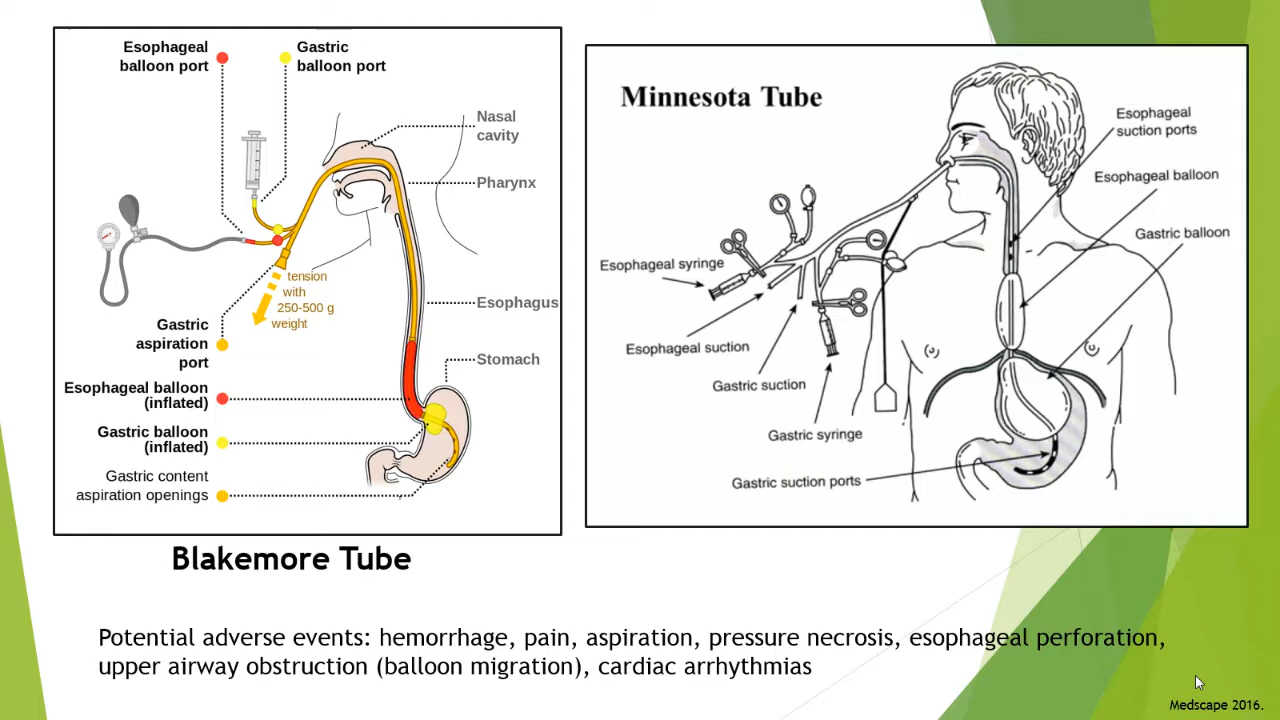 Esophageal
balloon port
Gastric
balloon port
Nasal
cavity
Pharynx
tension
with
250-500 g
weight
Esophagus
Gastric
aspiration
port
Stomach
Esophageal balloon
(inflated)
Gastric balloon
(inflated)
Gastric content
aspiration openings
Blakemore Tube
Minnesota Tube
Esophageal
suction ports
Esophageal balloon
Gastric balloon
Esophageal syringe
Esophageal suction
Gastric suction
Gastric syringe
Gastric suction ports
Potential adverse events: hemorrhage, pain, aspiration, pressure necrosis, esophageal perforation,
upper airway obstruction (balloon migration), cardiac arrhythmias
Medscape 2016.